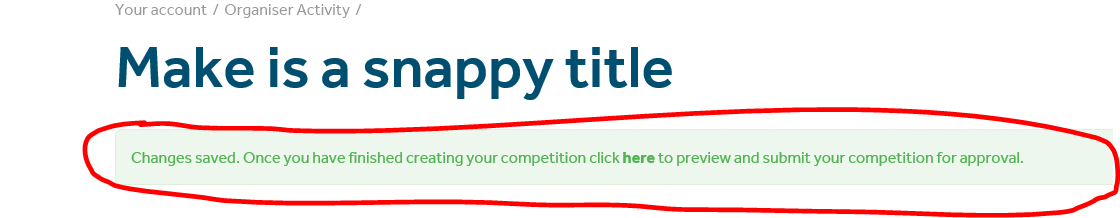 Your account / Organiser Activity /
Make is a snappy title
Changes saved. Once you have finished creating your competition click here to preview and submit your competition for approval.